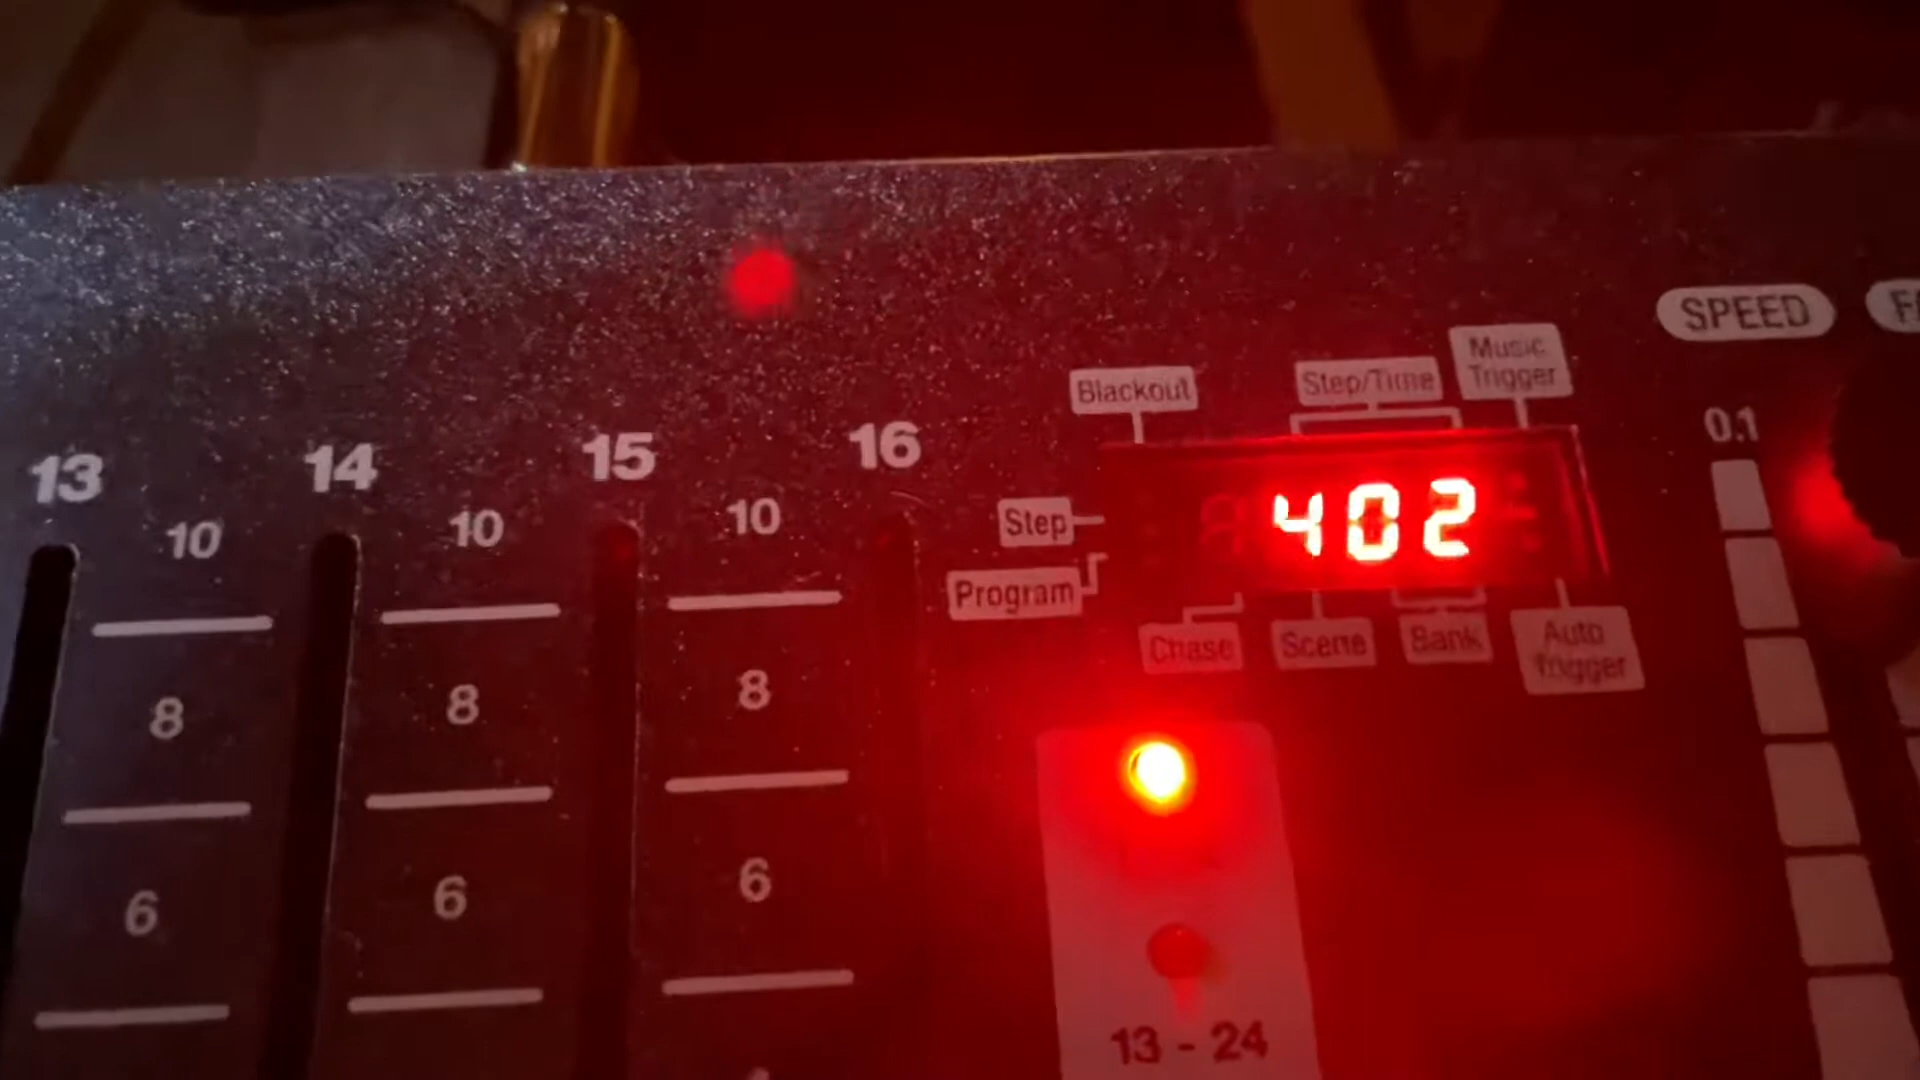 SPEED
Music
Trigger
Blackout
Step/Time
0.1
13
14
15
16
10
10
10
Step
402
Program
Chase
Scene
Bank
Auto
Trigger
8
8
8
6
6
6
13 - 24